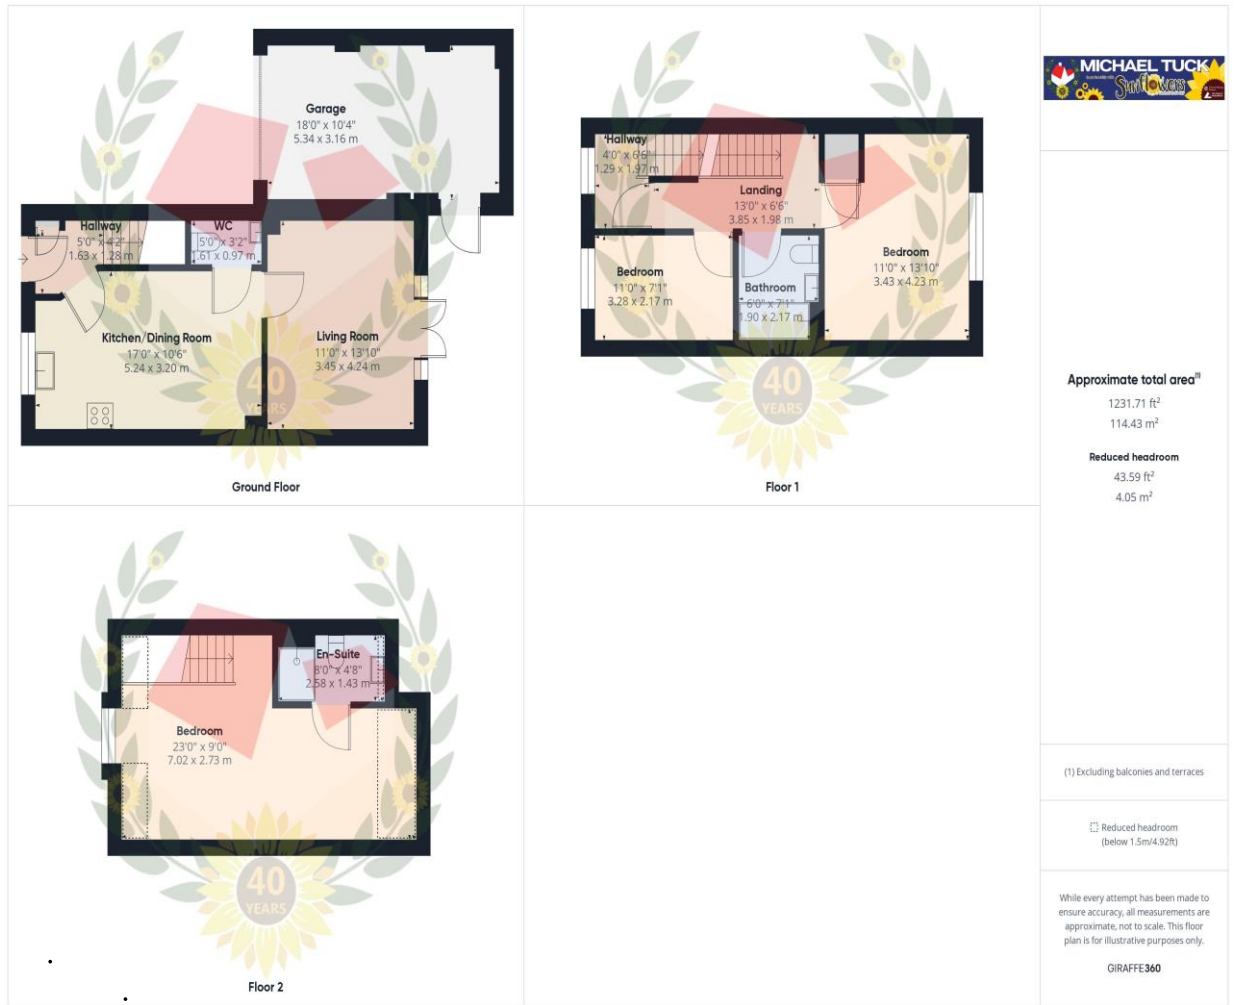 Garage
18'0" x 10'4"
5.34 x 3.16 m
Hallway
5'0" x 4'2"
1.63 x 1.28 m
WC
5'0" x 3'2"
.61 x 0.97 m
Kitchen/Dining Room
17'0" x 10'6"
5.24 x 3.20 m
Living Room
11'0" x 13'10"
3.45 x 4.24 m
40
YEARS
Ground Floor
Hallway
4'0" x 6'6"
1.29 x 1.97 m
Landing
13'0" x 6'6"
3.85 x 1.98 m
Bedroom
11'0" x 13'10"
3.43 x 4.23 m
Bedroom
11'0" x 7'1"
3.28 x 2.17 m
Bathroom
6'0" x 7'1"
1.90 x 2.17 m
40
YEARS
Floor 1
En-Suite
8'0" x 4'8"
2.58 x 1.43 m
Bedroom
23'0" x 9'0"
7.02 x 2.73 m
40
YEARS
Floor 2
MICHAEL TUCK
Sunflowers
Approximate total area(1)
1231.71 ft²
114.43 m²
Reduced headroom
43.59 ft²
4.05 m²
(1) Excluding balconies and terraces
Reduced headroom
(below 1.5m/4.92ft)
While every attempt has been made to
ensure accuracy, all measurements are
approximate, not to scale. This floor
plan is for illustrative purposes only.
GIRAFFE360